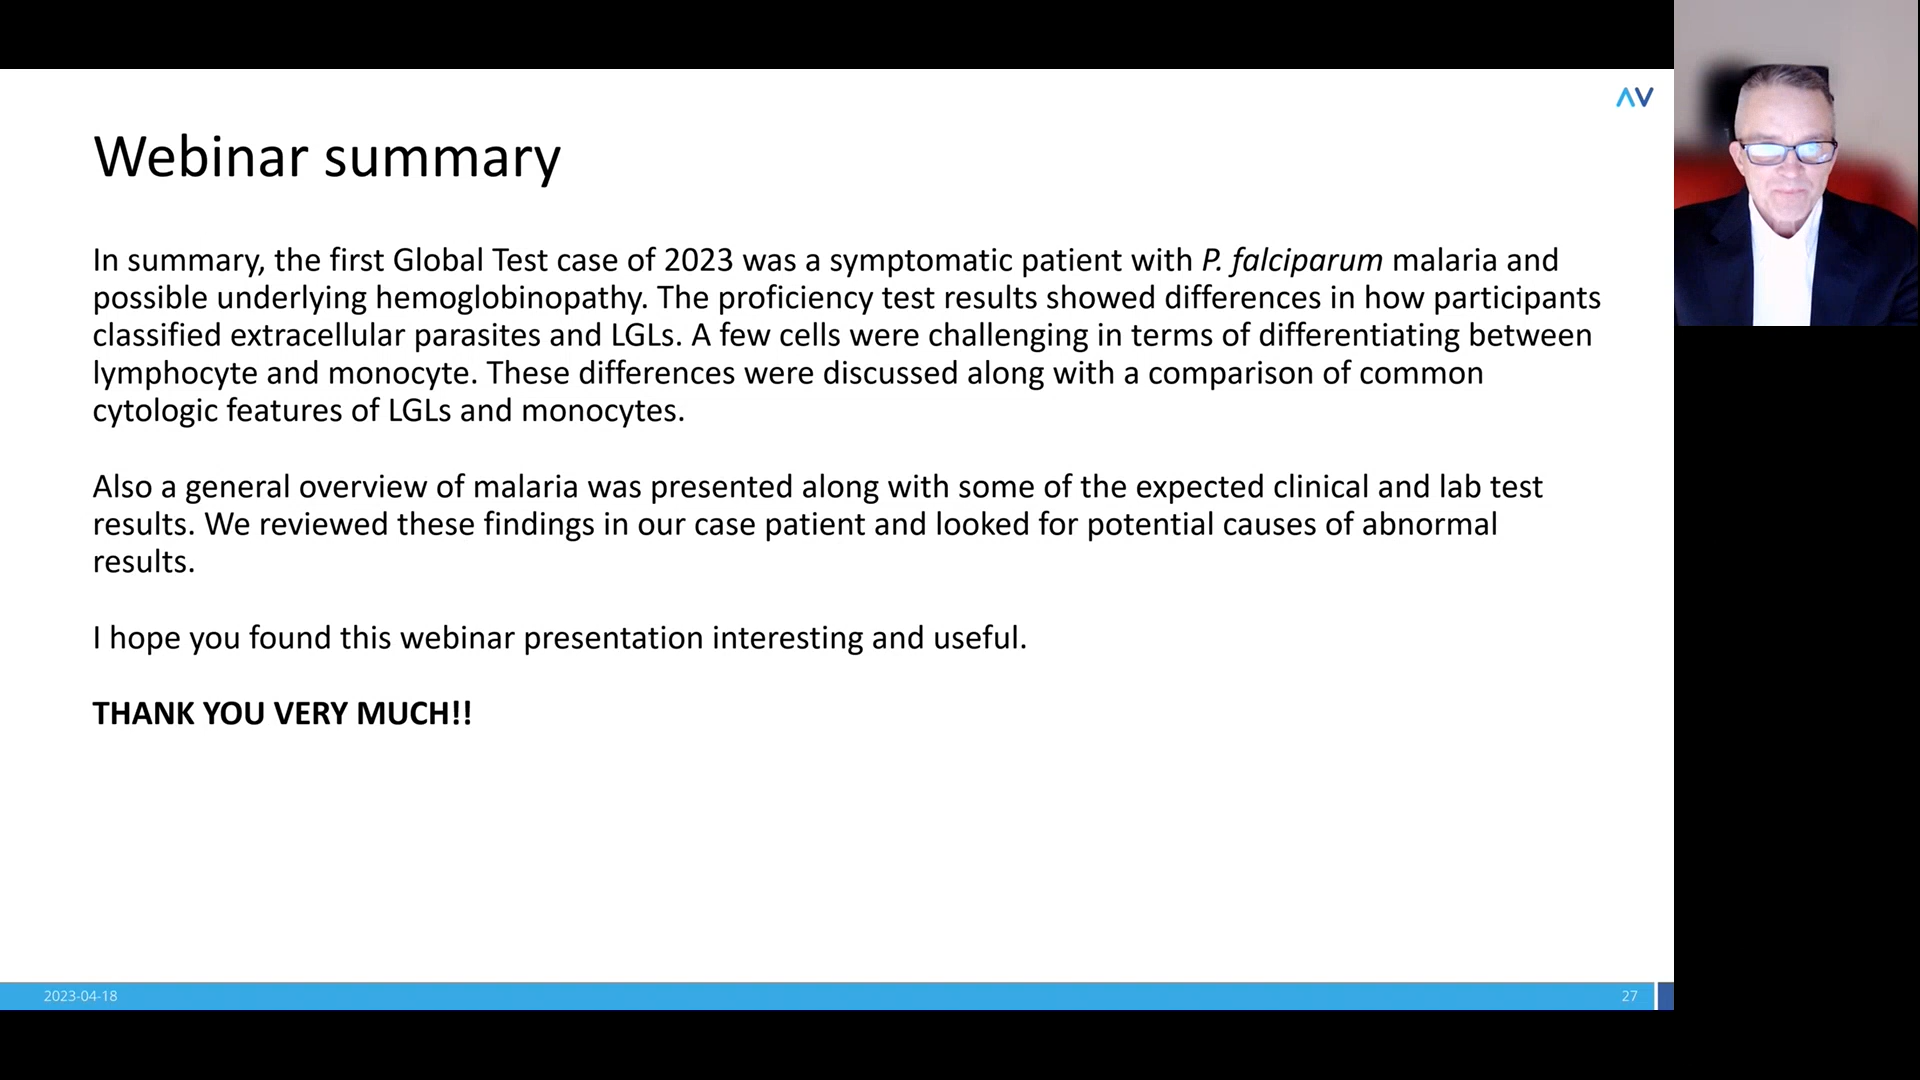 AV
Webinar summary
In summary, the first Global Test case of 2023 was a symptomatic patient with P. falciparum malaria and
possible underlying hemoglobinopathy. The proficiency test results showed differences in how participants
classified extracellular parasites and LGLs. A few cells were challenging in terms of differentiating between
lymphocyte and monocyte. These differences were discussed along with a comparison of common
cytologic features of LGLs and monocytes.
Also a general overview of malaria was presented along with some of the expected clinical and lab test
results. We reviewed these findings in our case patient and looked for potential causes of abnormal
results.
I hope you found this webinar presentation interesting and useful.
THANK YOU VERY MUCH!!
2023-04-18
27